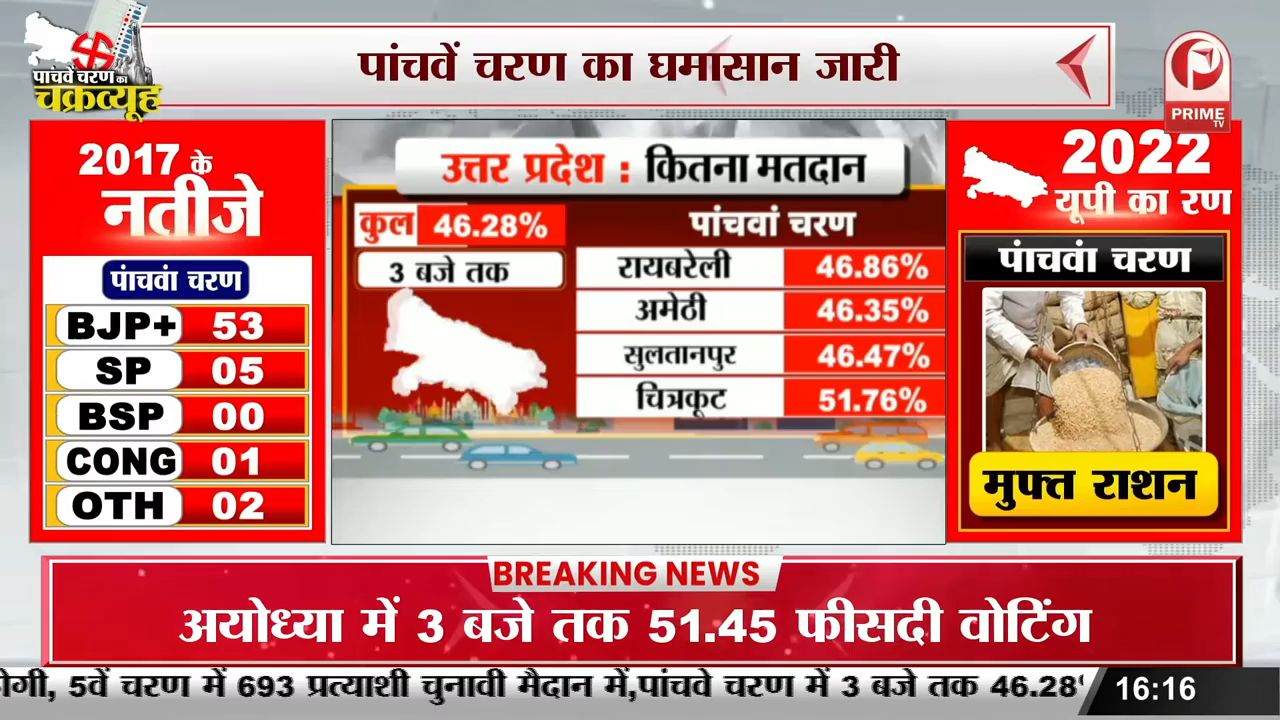 पांचवें चरण का
चक्रव्यूह
पांचवें चरण का घमासान जारी
PRIME
TV
2017 के
नतीजे
पांचवां चरण
BJP+ 53
SP 05
BSP 00
CONG 01
OTH 02
उत्तर प्रदेश : कितना मतदान
कुल 46.28%
3 बजे तक
पांचवां चरण
रायबरेली 46.86%
अमेठी 46.35%
सुलतानपुर 46.47%
चित्रकूट 51.76%
2022
यूपी का रण
पांचवां चरण
मुफ्त राशन
BREAKING NEWS
अयोध्या में 3 बजे तक 51.45 फीसदी वोटिंग
5वें चरण में 693 प्रत्याशी चुनावी मैदान में,पांचवे चरण में 3 बजे तक 46.28%
16:16